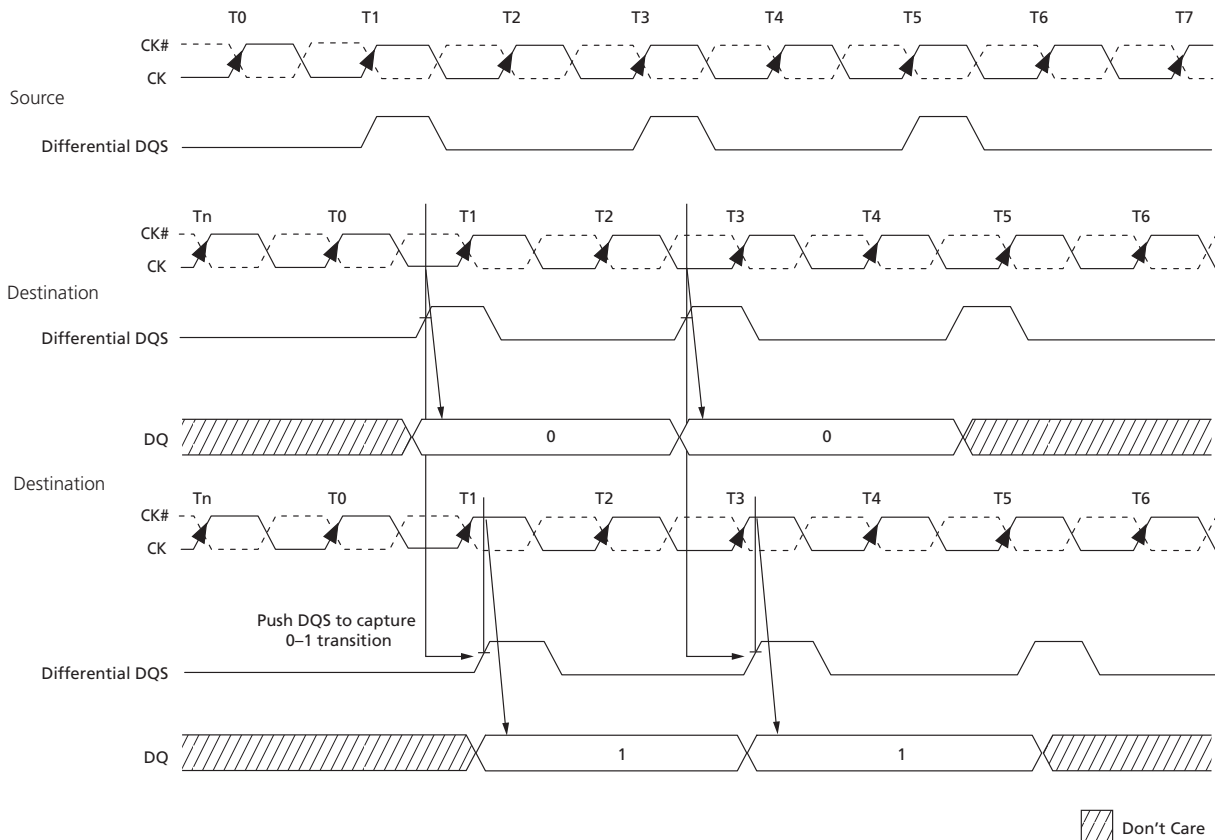 T0 T1 T2 T3 T4 T5 T6 T7
CK#
CK
Source
Differential DQS
Tn T0 T1 T2 T3 T4 T5 T6
CK#
CK
Destination
Differential DQS
DQ 0 0
Destination
Tn T0 T1 T2 T3 T4 T5 T6
CK#
CK
Push DQS to capture
0–1 transition
Differential DQS
DQ 1 1
Don't Care